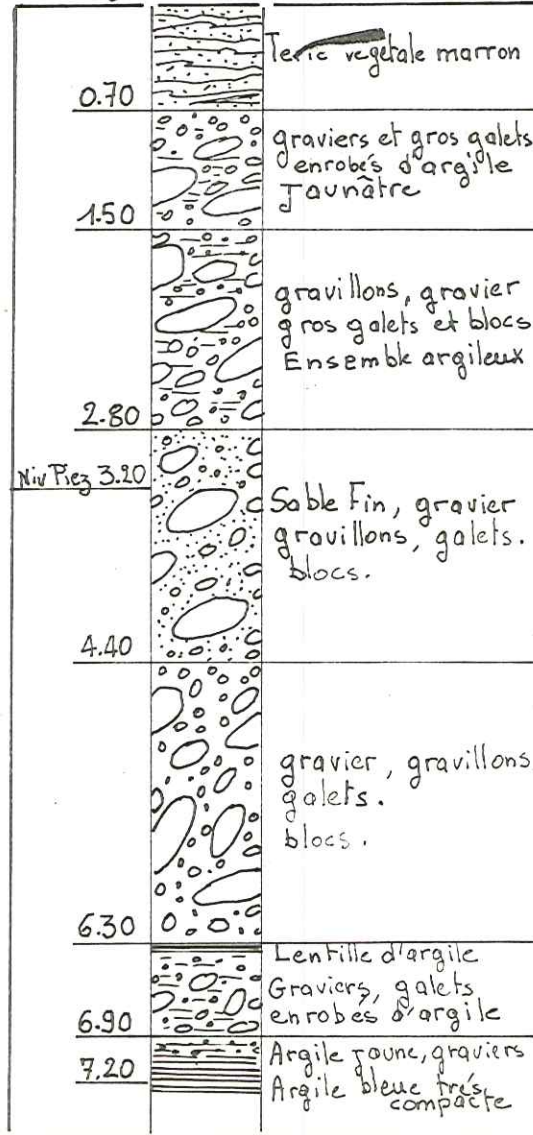 Terre vegetale marron
0.70
graviers et gros galets
enrobés d'argile
Jaunâtre
1.50
gravillons, gravier
gros galets et blocs
Ensemble argileux
2.80
Niv Piez 3.20
Sable Fin, gravier
gravillons, galets.
blocs.
4.40
gravier, gravillons
galets.
blocs.
6.30
Lentille d'argile
Graviers, galets
enrobés d'argile
6.90
Argile jaune, graviers
7.20
Argile bleue trés
compacte